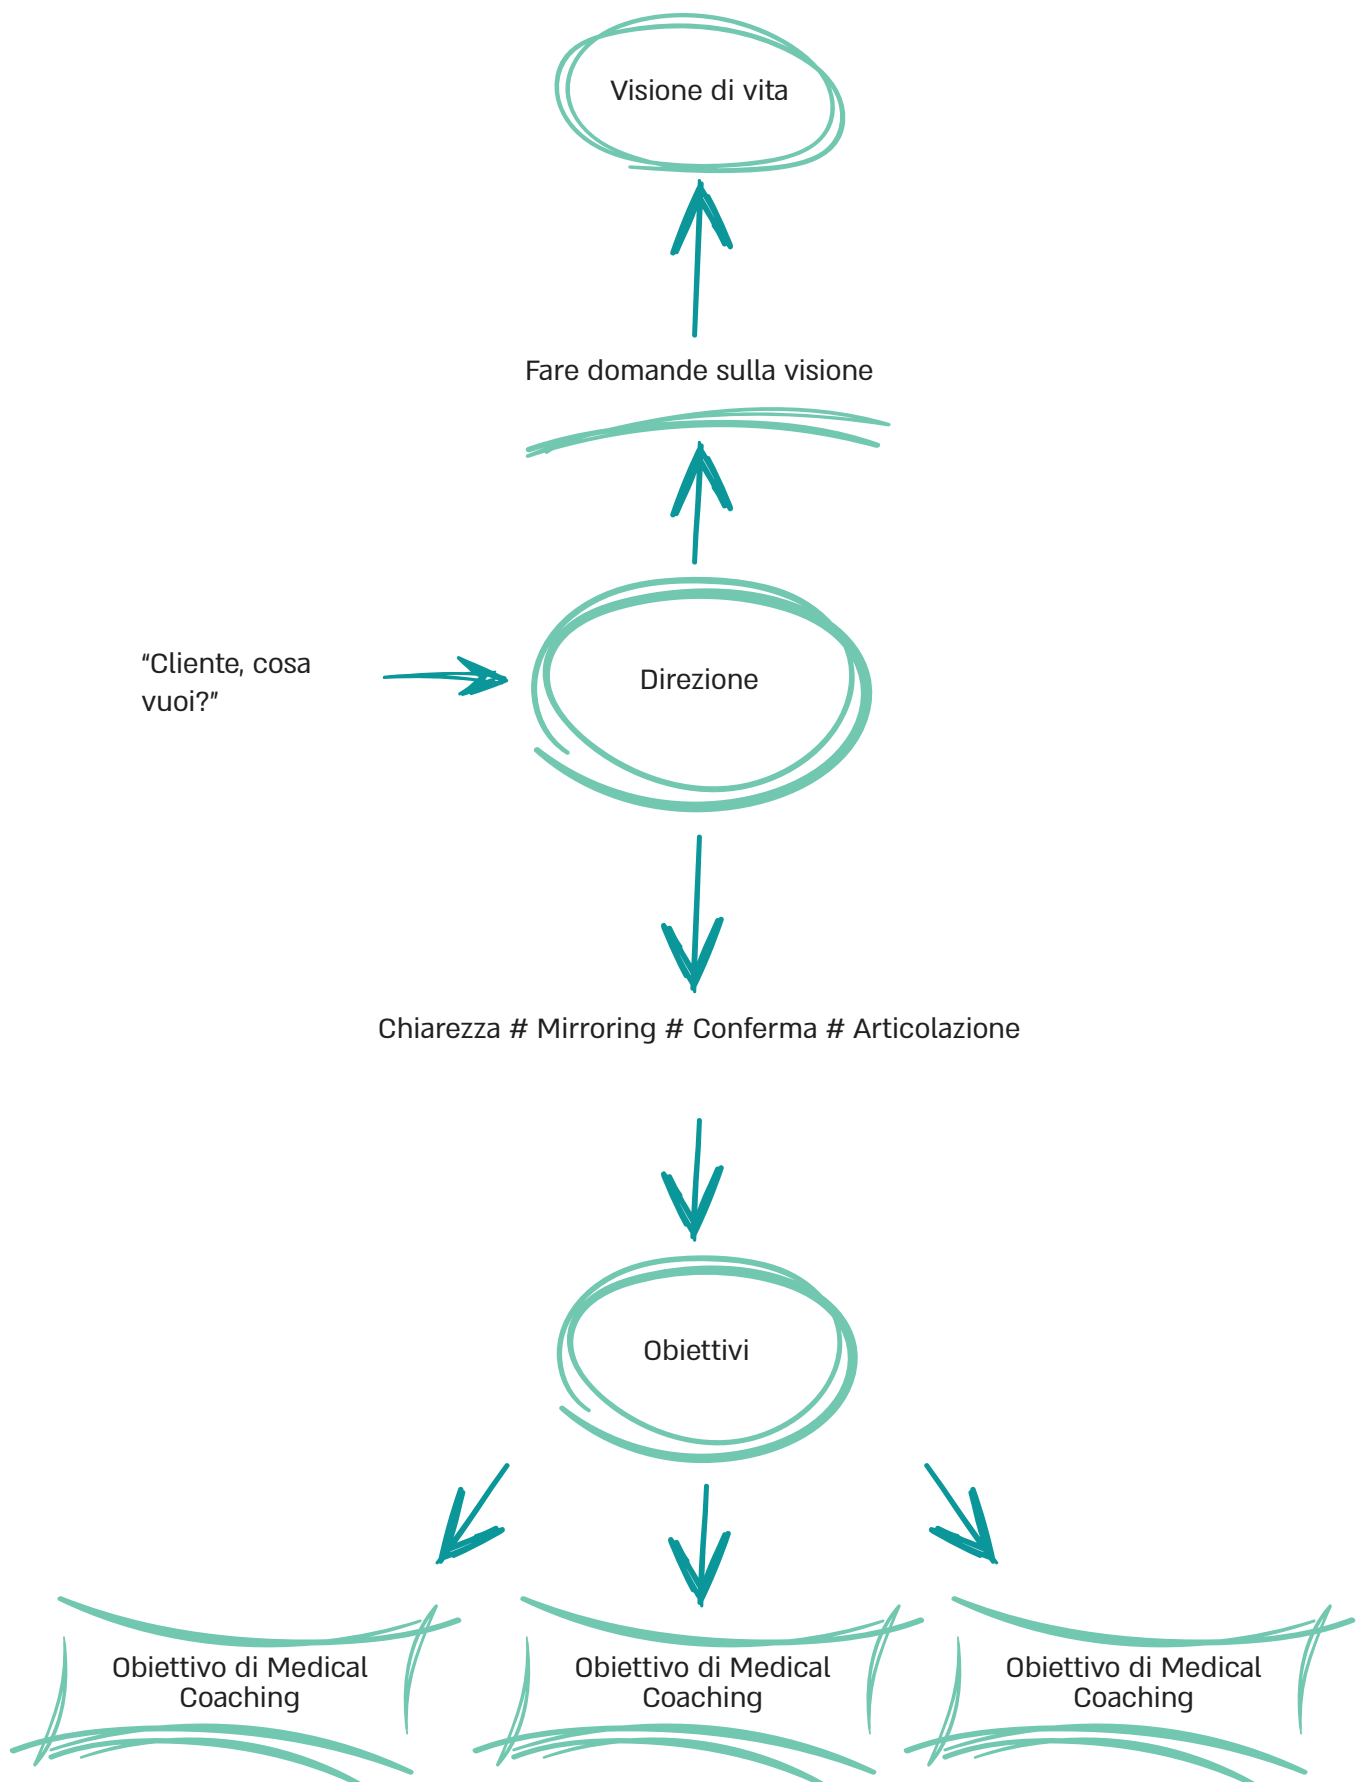 Visione di vita
Fare domande sulla visione
“Cliente, cosa
vuoi?”
Direzione
Chiarezza # Mirroring # Conferma # Articolazione
Obiettivi
Obiettivo di Medical
Coaching
Obiettivo di Medical
Coaching
Obiettivo di Medical
Coaching